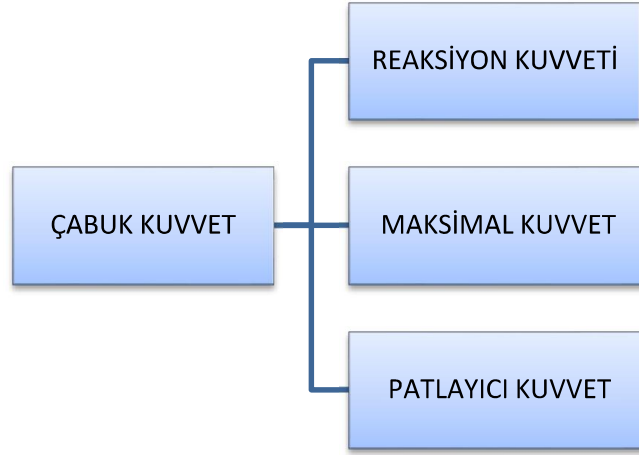 REAKSİYON KUVVETİ
ÇABUK KUVVET
MAKSİMAL KUVVET
PATLAYICI KUVVET